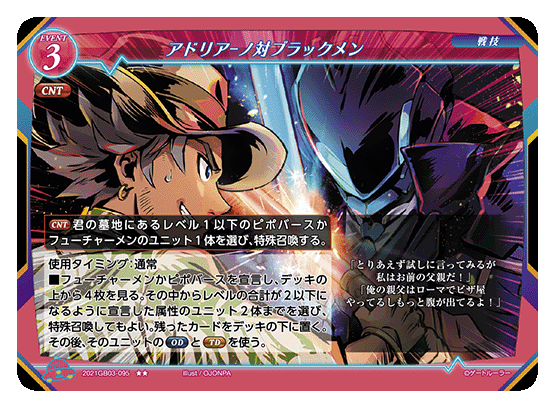 EVENT
3
アドリアーノ対ブラックメン
戦技
CNT
CNT 君の墓地にあるレベル1以下のピポバースか
フューチャーメンのユニット1体を選び、特殊召喚する。
使用タイミング:通常
■フューチャーメンかピポバースを宣言し、デッキの
上から4枚を見る。その中からレベルの合計が2以下に
なるように宣言した属性のユニット2体までを選び、
特殊召喚してもよい。残ったカードをデッキの下に置く。
その後、そのユニットの OD と TD を使う。
「とりあえず試しに言ってみるが
私はお前の父親だ!」
「俺の親父はローマでピザ屋
やってるしもっと腹が出てるよ!」
2021GB03-095 ★★
Illust / OJONPA
©ゲートルーラー